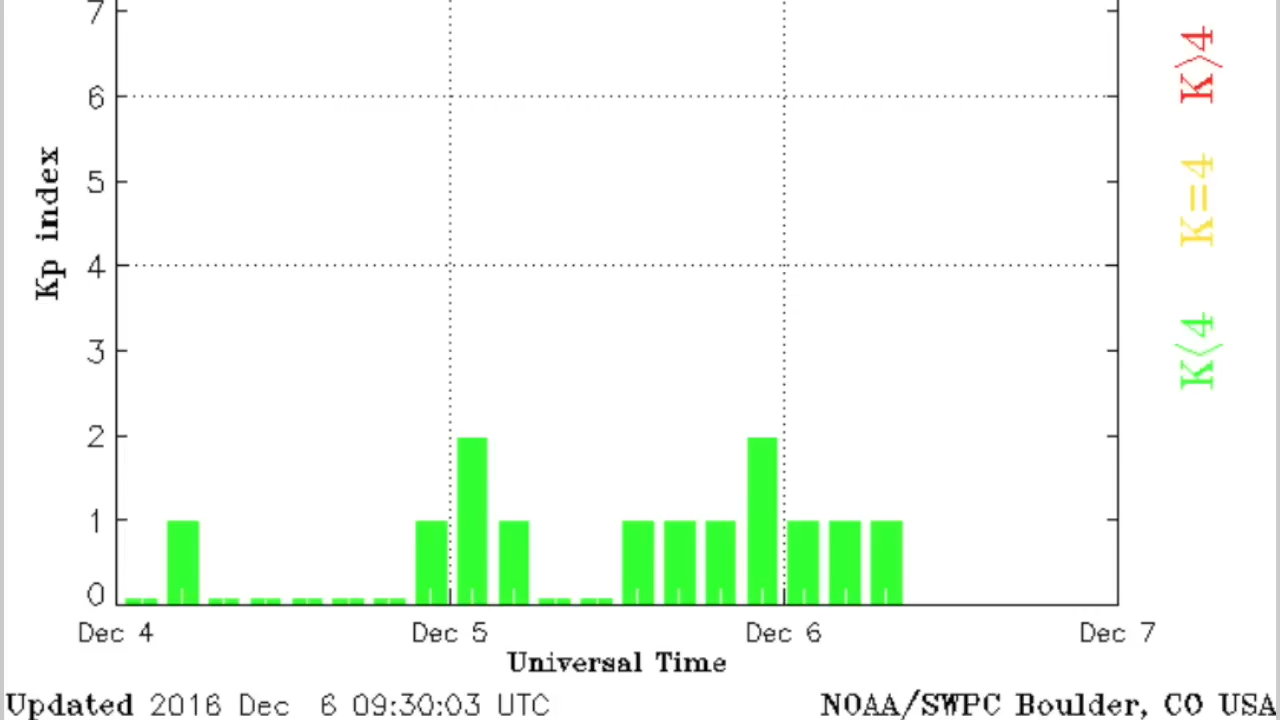 7
6
5
4
3
2
1
0
Kp index
K>4
K=4
K<4
Dec 4 Dec 5 Dec 6 Dec 7
Universal Time
Updated 2016 Dec 6 09:30:03 UTC
NOAA/SWPC Boulder, CO USA